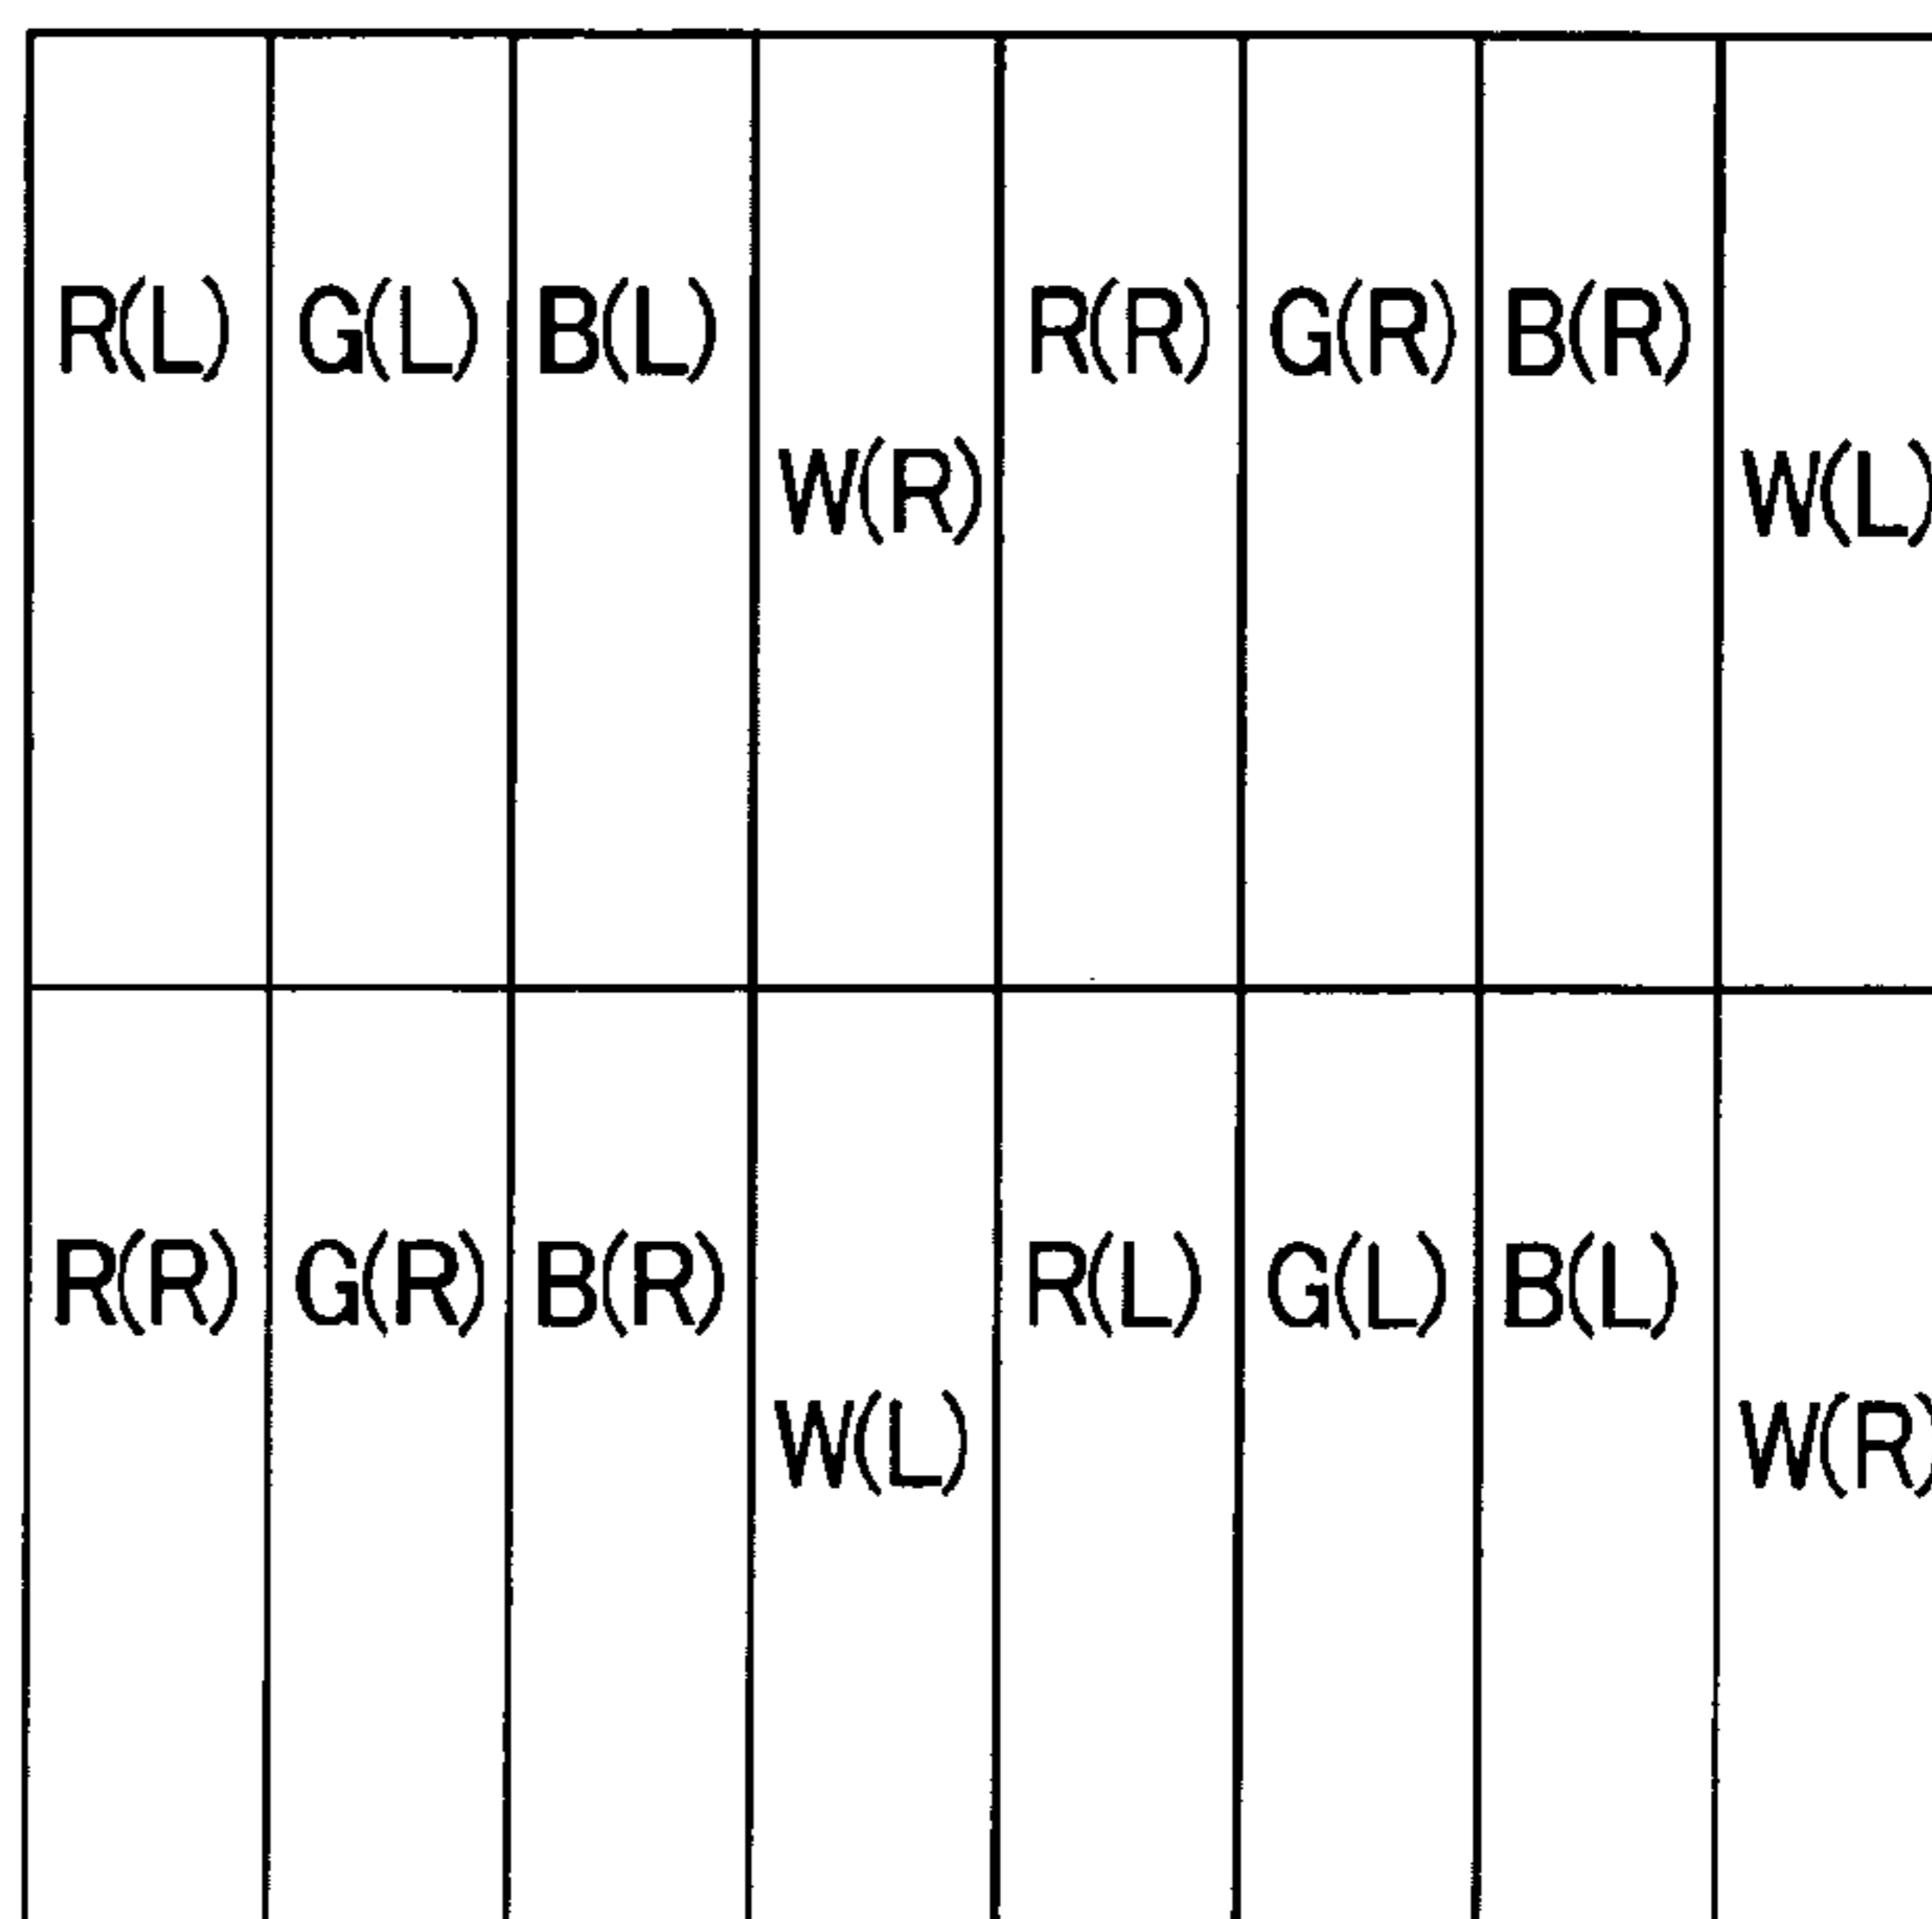 R(L) G(L) B(L) R(R) G(R) B(R)
W(R) W(L)
R(R) G(R) B(R) R(L) G(L) B(L)
W(L) W(R)